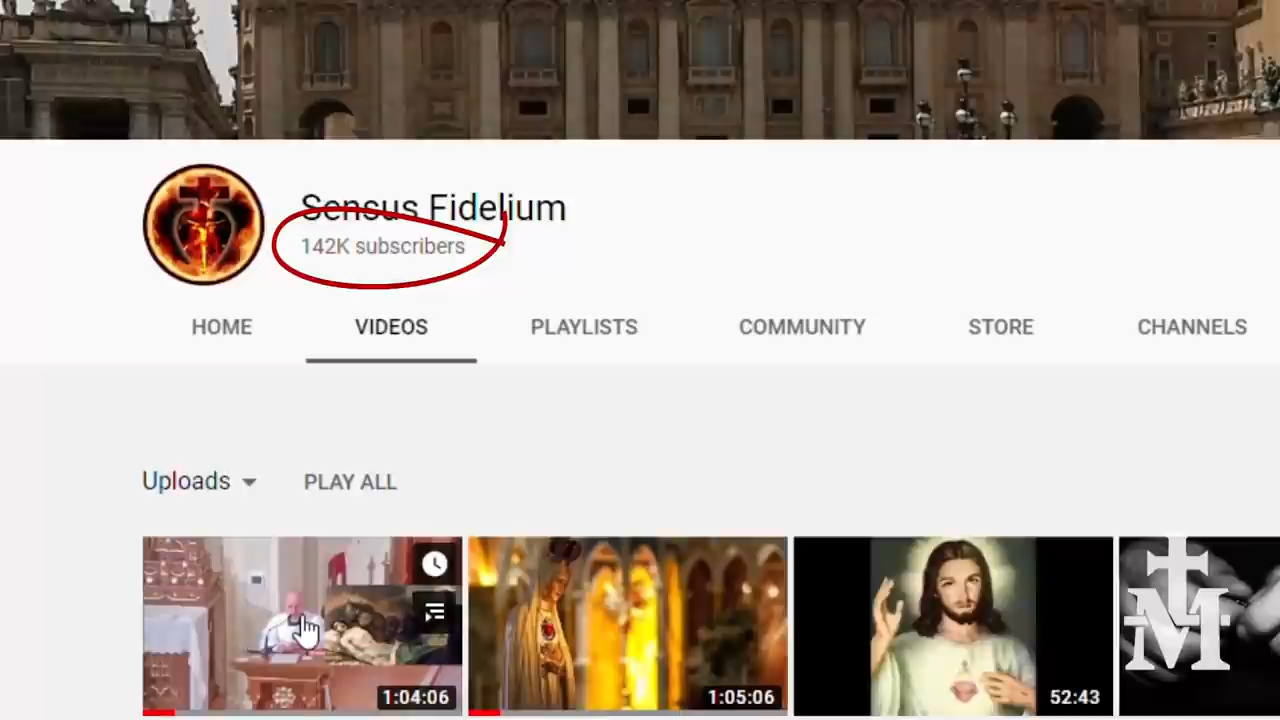 Sensus Fidelium
142K subscribers
HOME VIDEOS PLAYLISTS COMMUNITY STORE CHANNELS
Uploads PLAY ALL
1:04:06 1:05:06 52:43
M